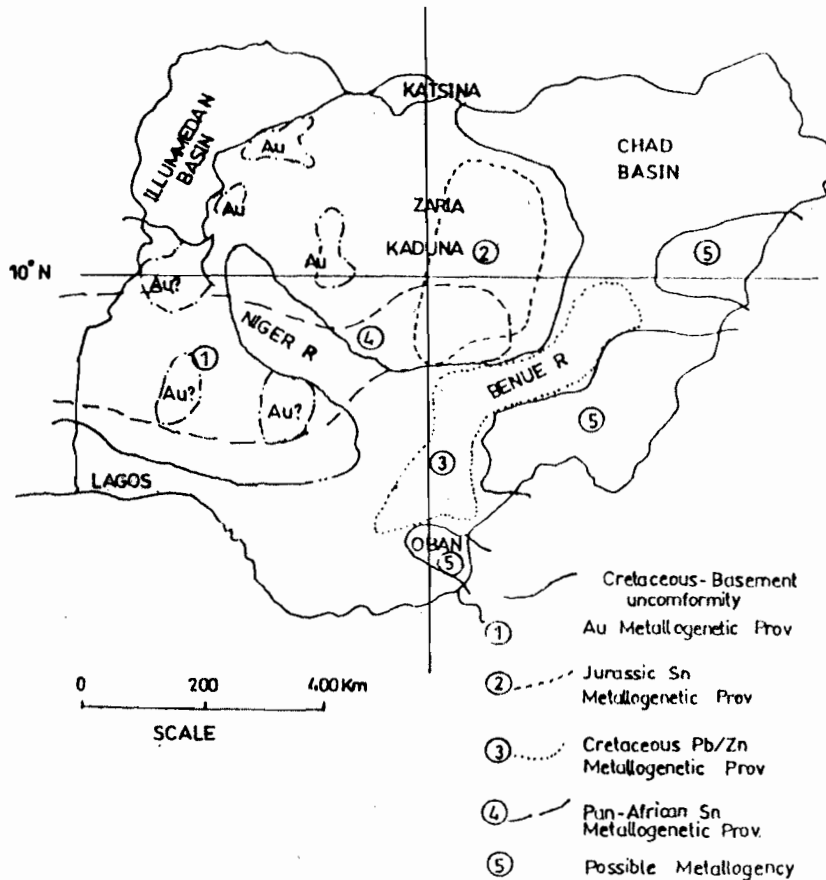 KATSINA
ILLUMMEDAN
BASIN
CHAD
BASIN
Au
Au
ZARIA
KADUNA
2
5
10° N
Au
Au?
NIGER R
4
1
BENUE R
Au?
Au?
5
3
LAGOS
OBAN
5
Cretaceous-Basement
uncomformity
1 Au Metallogenetic Prov
0 200 400 Km
SCALE
2 Jurassic Sn
Metallogenetic Prov
3 Cretaceous Pb/Zn
Metallogenetic Prov
4 Pan-African Sn
Metallogenetic Prov.
5 Possible Metallogency